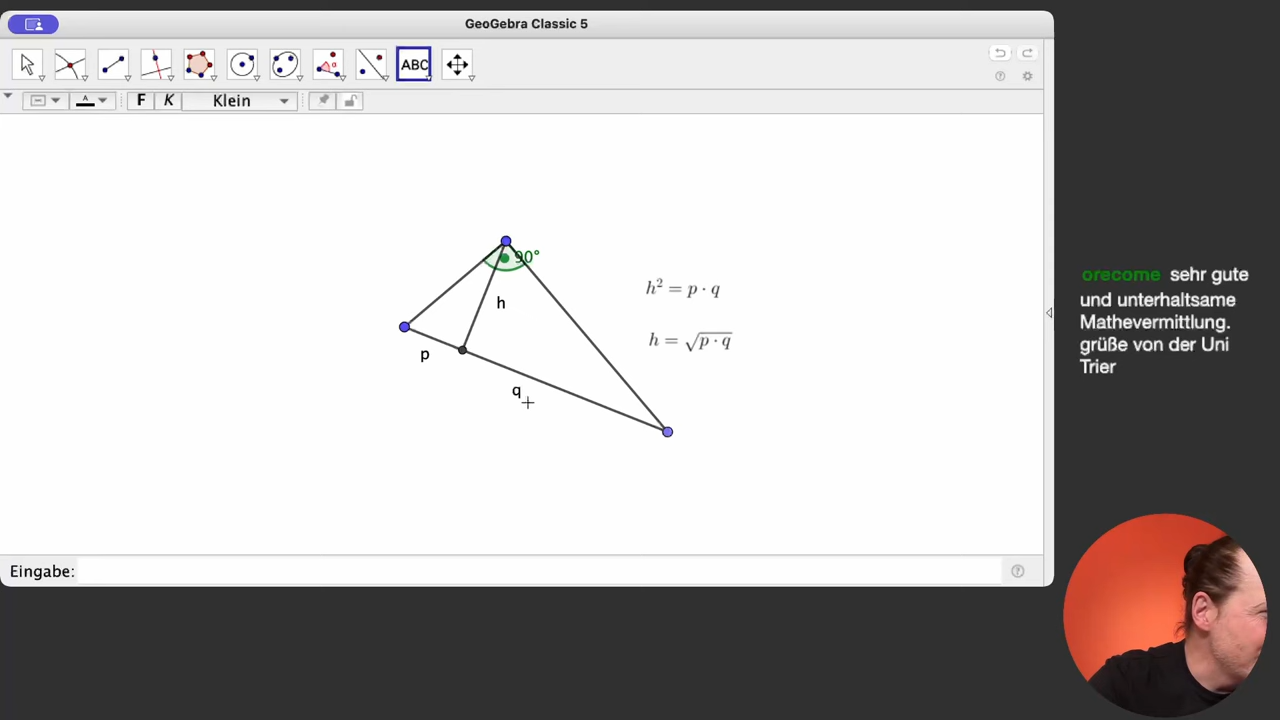 GeoGebra Classic 5
ABC
A
F
K
Klein
90°
h
p
q
h² = p · q
h = √p · q
Eingabe:
orecome sehr gute
und unterhaltsame
Mathevermittlung.
grüße von der Uni
Trier